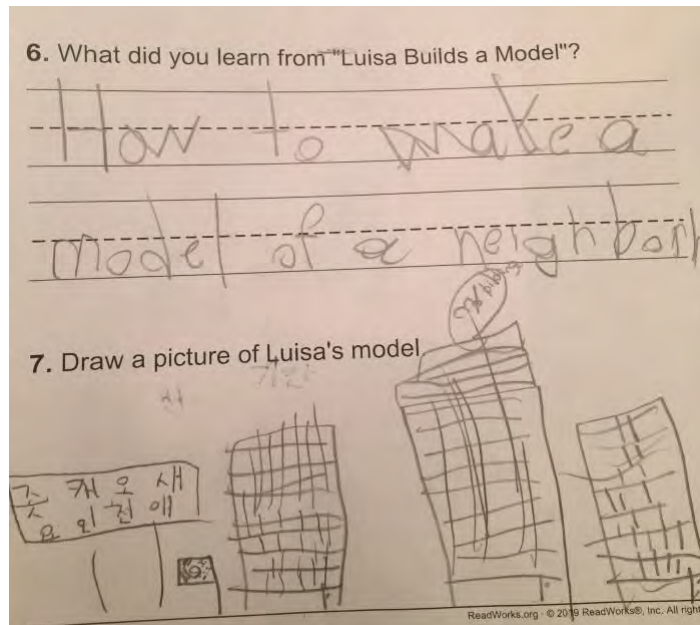 6. What did you learn from "Luisa Builds a Model"?
How to make a
model of a neighborh
7. Draw a picture of Luisa's model
ReadWorks.org · © 2019 ReadWorks®, Inc. All right